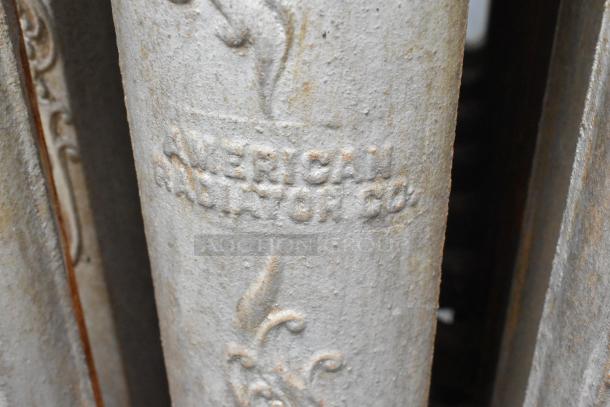 AMERICAN
RADIATOR CO.
AUCTION GROUP